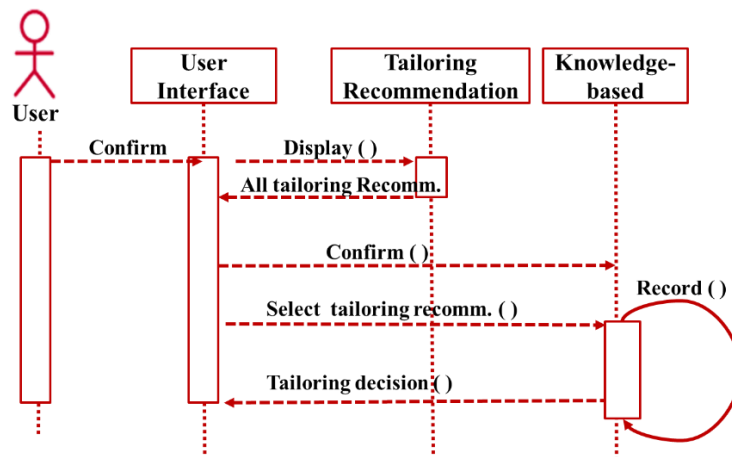 User
Interface
Tailoring
Recommendation
Knowledge-
based
User
Confirm
Display ( )
All tailoring Recomm.
Confirm ( )
Record ( )
Select tailoring recomm. ( )
Tailoring decision ( )